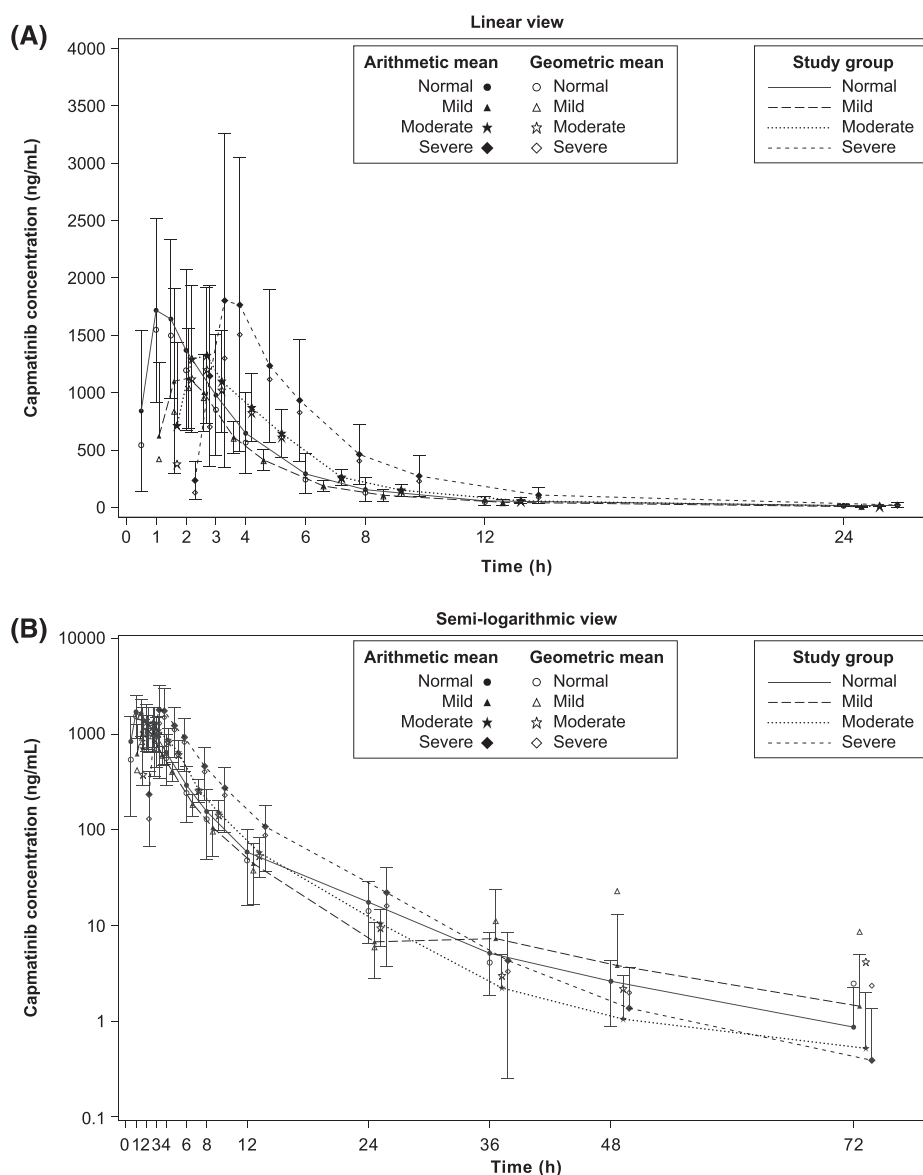 (A)
Linear view
Capmatinib concentration (ng/mL)
4000
3500
3000
2500
2000
1500
1000
500
0
Arithmetic mean Geometric mean
Normal Normal
Mild Mild
Moderate Moderate
Severe Severe
Study group
Normal
Mild
Moderate
Severe
0 1 2 3 4 6 8 12 24
Time (h)
(B)
Semi-logarithmic view
Capmatinib concentration (ng/mL)
10000
1000
100
10
1
0.1
Arithmetic mean Geometric mean
Normal Normal
Mild Mild
Moderate Moderate
Severe Severe
Study group
Normal
Mild
Moderate
Severe
0 1 2 3 4 6 8 12 24 36 48 72
Time (h)